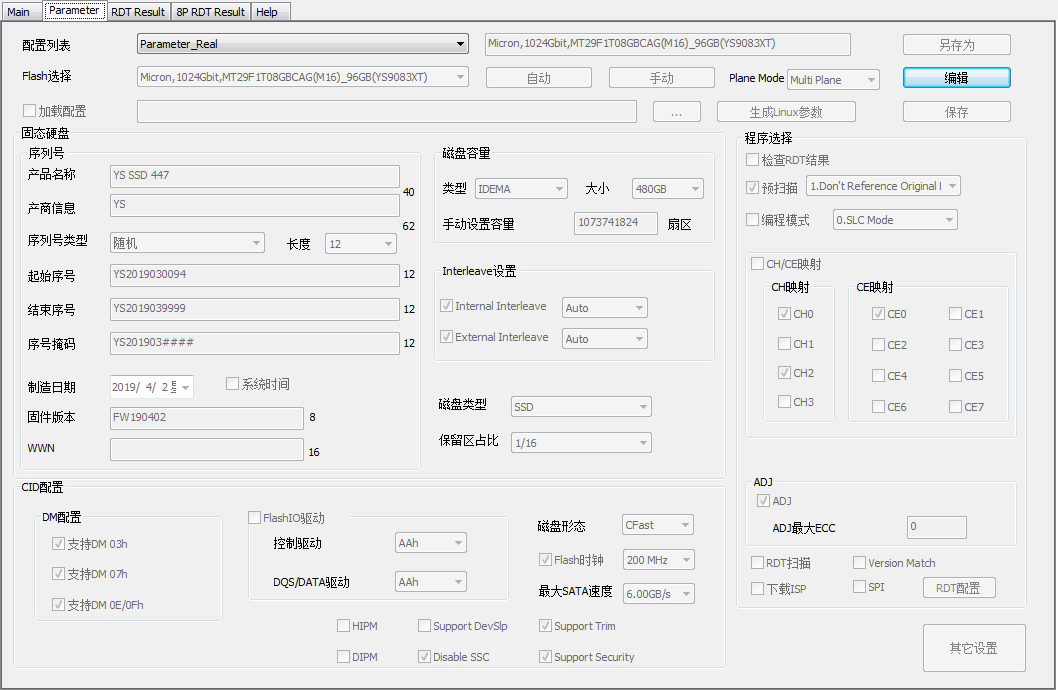 Main Parameter RDT Result 8P RDT Result Help
配置列表 Parameter_Real Micron,1024Gbit,MT29F1T08GBCAG(M16)_96GB(YS9083XT) 另存为
Flash选择 Micron,1024Gbit,MT29F1T08GBCAG(M16)_96GB(YS9083XT) 自动 手动 Plane Mode Multi Plane 编辑
加载配置 ... 生成Linux参数 保存
固态硬盘
序列号
产品名称 YS SSD 447 40
产商信息 YS 62
序列号类型 随机 长度 12
起始序号 YS2019030094 12
结束序号 YS2019039999 12
序号掩码 YS201903#### 12
制造日期 2019/ 4/ 2 系统时间
固件版本 FW190402 8
WWN 16
磁盘容量
类型 IDEMA 大小 480GB
手动设置容量 1073741824 扇区
Interleave设置
Internal Interleave Auto
External Interleave Auto
磁盘类型 SSD
保留区占比 1/16
程序选择
检查RDT结果
预扫描 1.Don't Reference Original
编程模式 0.SLC Mode
CH/CE映射
CH映射 CE映射
CH0 CE0 CE1
CH1 CE2 CE3
CH2 CE4 CE5
CH3 CE6 CE7
ADJ
ADJ
ADJ最大ECC 0
RDT扫描 Version Match
下载ISP SPI RDT配置
其它设置
CID配置
DM配置
支持DM 03h
支持DM 07h
支持DM 0E/0Fh
FlashIO驱动
控制驱动 AAh
DQS/DATA驱动 AAh
磁盘形态 CFast
Flash时钟 200 MHz
最大SATA速度 6.00GB/s
HIPM Support DevSlp Support Trim
DIPM Disable SSC Support Security